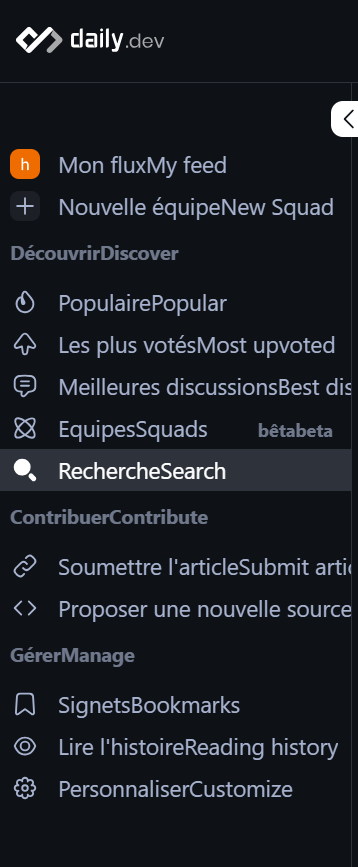 daily.dev
h
Mon fluxMy feed
Nouvelle équipeNew Squad
DécouvrirDiscover
PopulairePopular
Les plus votésMost upvoted
Meilleures discussionsBest dis
EquipesSquads bêtabeta
RechercheSearch
ContribuerContribute
Soumettre l'articleSubmit artic
Proposer une nouvelle source
GérerManage
SignetsBookmarks
Lire l'histoireReading history
PersonnaliserCustomize